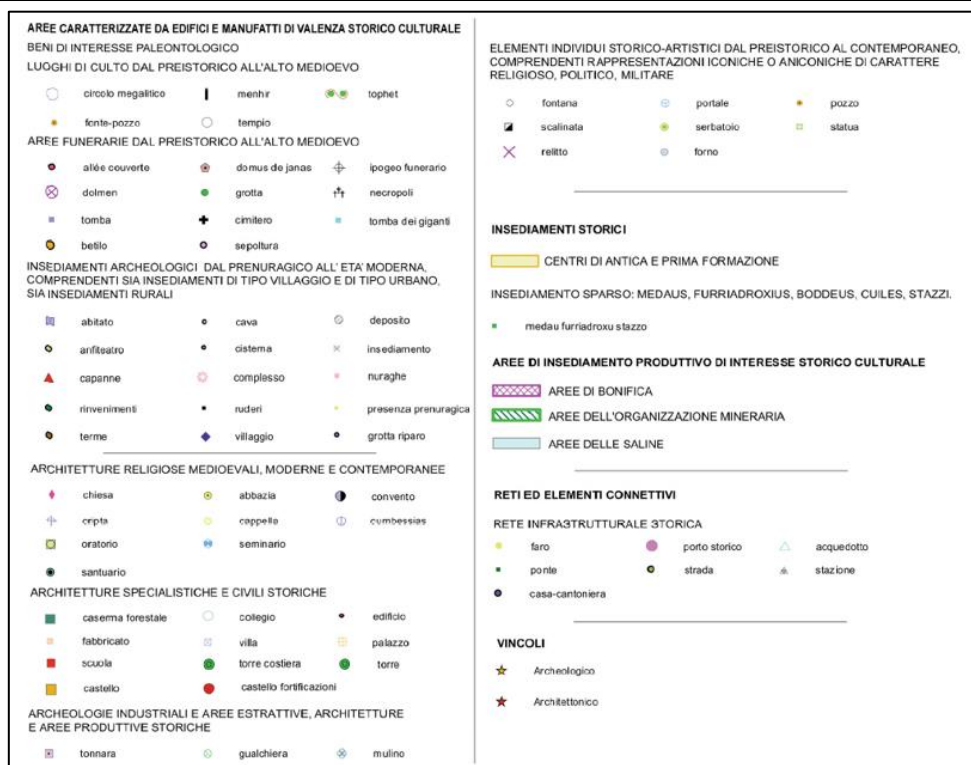 AREE CARATTERIZZATE DA EDIFICI E MANUFATTI DI VALENZA STORICO CULTURALE
BENI DI INTERESSE PALEONTOLOGICO
LUOGHI DI CULTO DAL PREISTORICO ALL'ALTO MEDIOEVO
circolo megalitico menhir tophet
fonte-pozzo tempio
AREE FUNERARIE DAL PREISTORICO ALL'ALTO MEDIOEVO
allée couverte domus de janas ipogeo funerario
dolmen grotta necropoli
tomba cimitero tomba dei giganti
betilo sepoltura
INSEDIAMENTI ARCHEOLOGICI DAL PRENURAGICO ALL' ETA' MODERNA,
COMPRENDENTI SIA INSEDIAMENTI DI TIPO VILLAGGIO E DI TIPO URBANO,
SIA INSEDIAMENTI RURALI
abitato cava deposito
anfiteatro cisterna insediamento
capanne complesso nuraghe
rinvenimenti ruderi presenza prenuragica
terme villaggio grotta riparo
ARCHITETTURE RELIGIOSE MEDIOEVALI, MODERNE E CONTEMPORANEE
chiesa abbazia convento
cripta cappella cumbessias
oratorio seminario
santuario
ARCHITETTURE SPECIALISTICHE E CIVILI STORICHE
caserma forestale collegio edificio
fabbricato villa palazzo
scuola torre costiera torre
castello castello fortificazioni
ARCHEOLOGIE INDUSTRIALI E AREE ESTRATTIVE, ARCHITETTURE
E AREE PRODUTTIVE STORICHE
tonnara gualchiera mulino
ELEMENTI INDIVIDUI STORICO-ARTISTICI DAL PREISTORICO AL CONTEMPORANEO,
COMPRENDENTI RAPPRESENTAZIONI ICONICHE O ANICONICHE DI CARATTERE
RELIGIOSO, POLITICO, MILITARE
fontana portale pozzo
scalinata serbatoio statua
relitto forno
INSEDIAMENTI STORICI
CENTRI DI ANTICA E PRIMA FORMAZIONE
INSEDIAMENTO SPARSO: MEDAUS, FURRIADROXIUS, BODDEUS, CUILES, STAZZI.
medau furriadroxu stazzo
AREE DI INSEDIAMENTO PRODUTTIVO DI INTERESSE STORICO CULTURALE
AREE DI BONIFICA
AREE DELL'ORGANIZZAZIONE MINERARIA
AREE DELLE SALINE
RETI ED ELEMENTI CONNETTIVI
RETE INFRASTRUTTURALE STORICA
faro porto storico acquedotto
ponte strada stazione
casa-cantoniera
VINCOLI
Archeologico
Architettonico